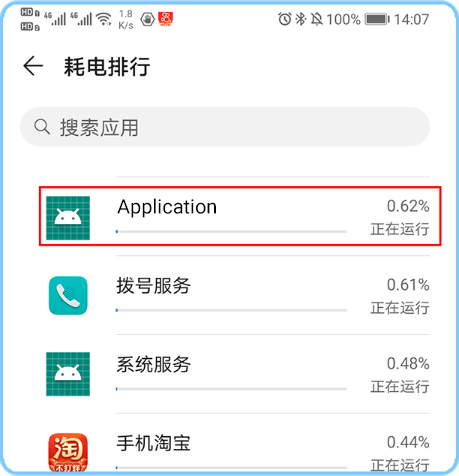 HD 1 4G 4G 1.8 K/s 100% 14:07
HD 2
耗电排行
搜索应用
Application 0.62%
正在运行
拨号服务 0.61%
正在运行
系统服务 0.48%
正在运行
手机淘宝 0.44%
正在运行
淘
不打烊